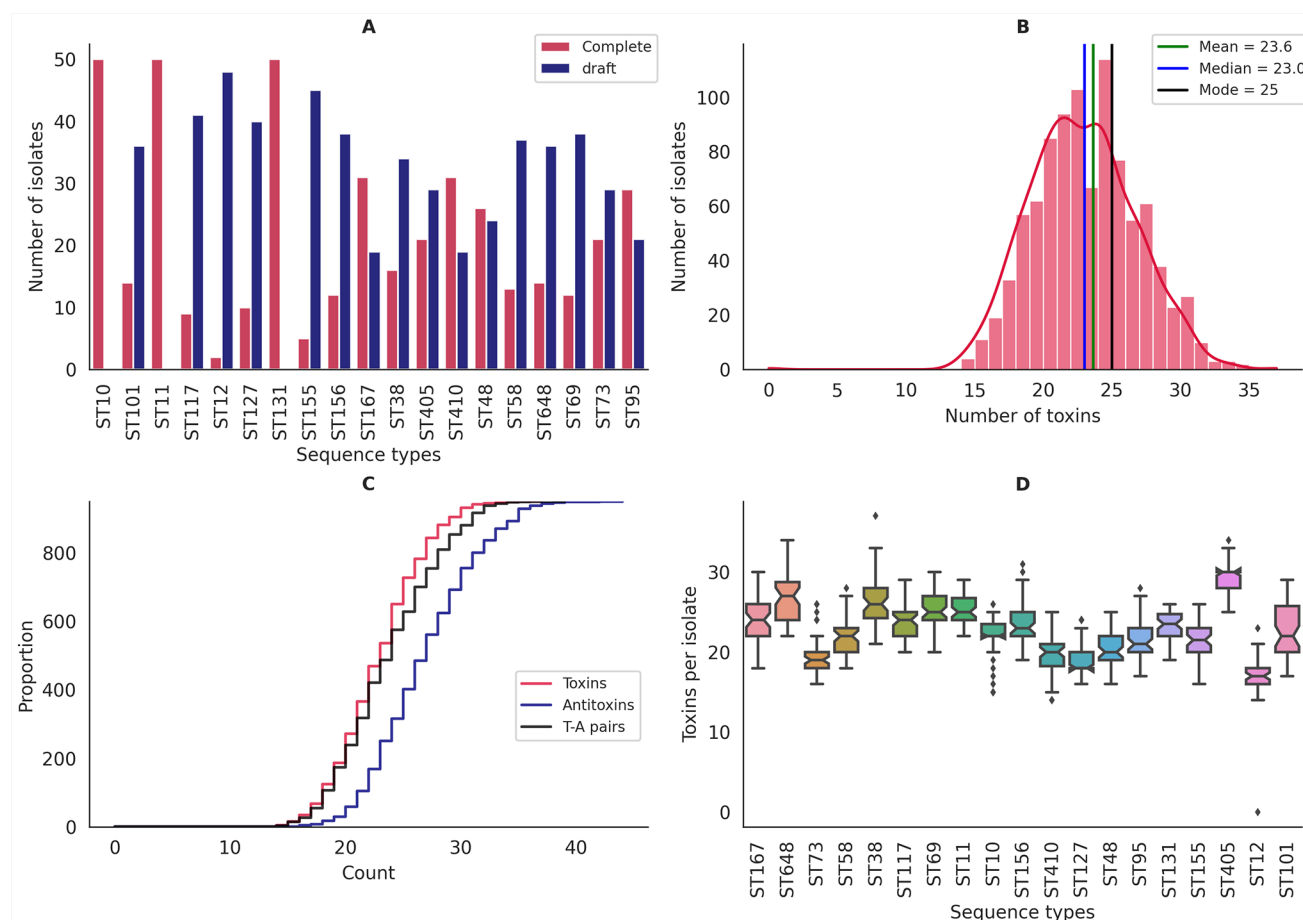 A
Complete
draft
Number of isolates
50
40
30
20
10
0
ST10
ST101
ST11
ST117
ST12
ST127
ST131
ST155
ST156
ST167
ST38
ST405
ST410
ST48
ST58
ST648
ST69
ST73
ST95
Sequence types
B
Mean = 23.6
Median = 23.0
Mode = 25
Number of isolates
100
80
60
40
20
0
0
5
10
15
20
25
30
35
Number of toxins
C
Proportion
800
600
400
200
0
Toxins
Antitoxins
T-A pairs
0
10
20
30
40
Count
D
Toxins per isolate
30
20
10
0
ST167
ST648
ST73
ST58
ST38
ST117
ST69
ST11
ST10
ST156
ST410
ST127
ST48
ST95
ST131
ST155
ST405
ST12
ST101
Sequence types